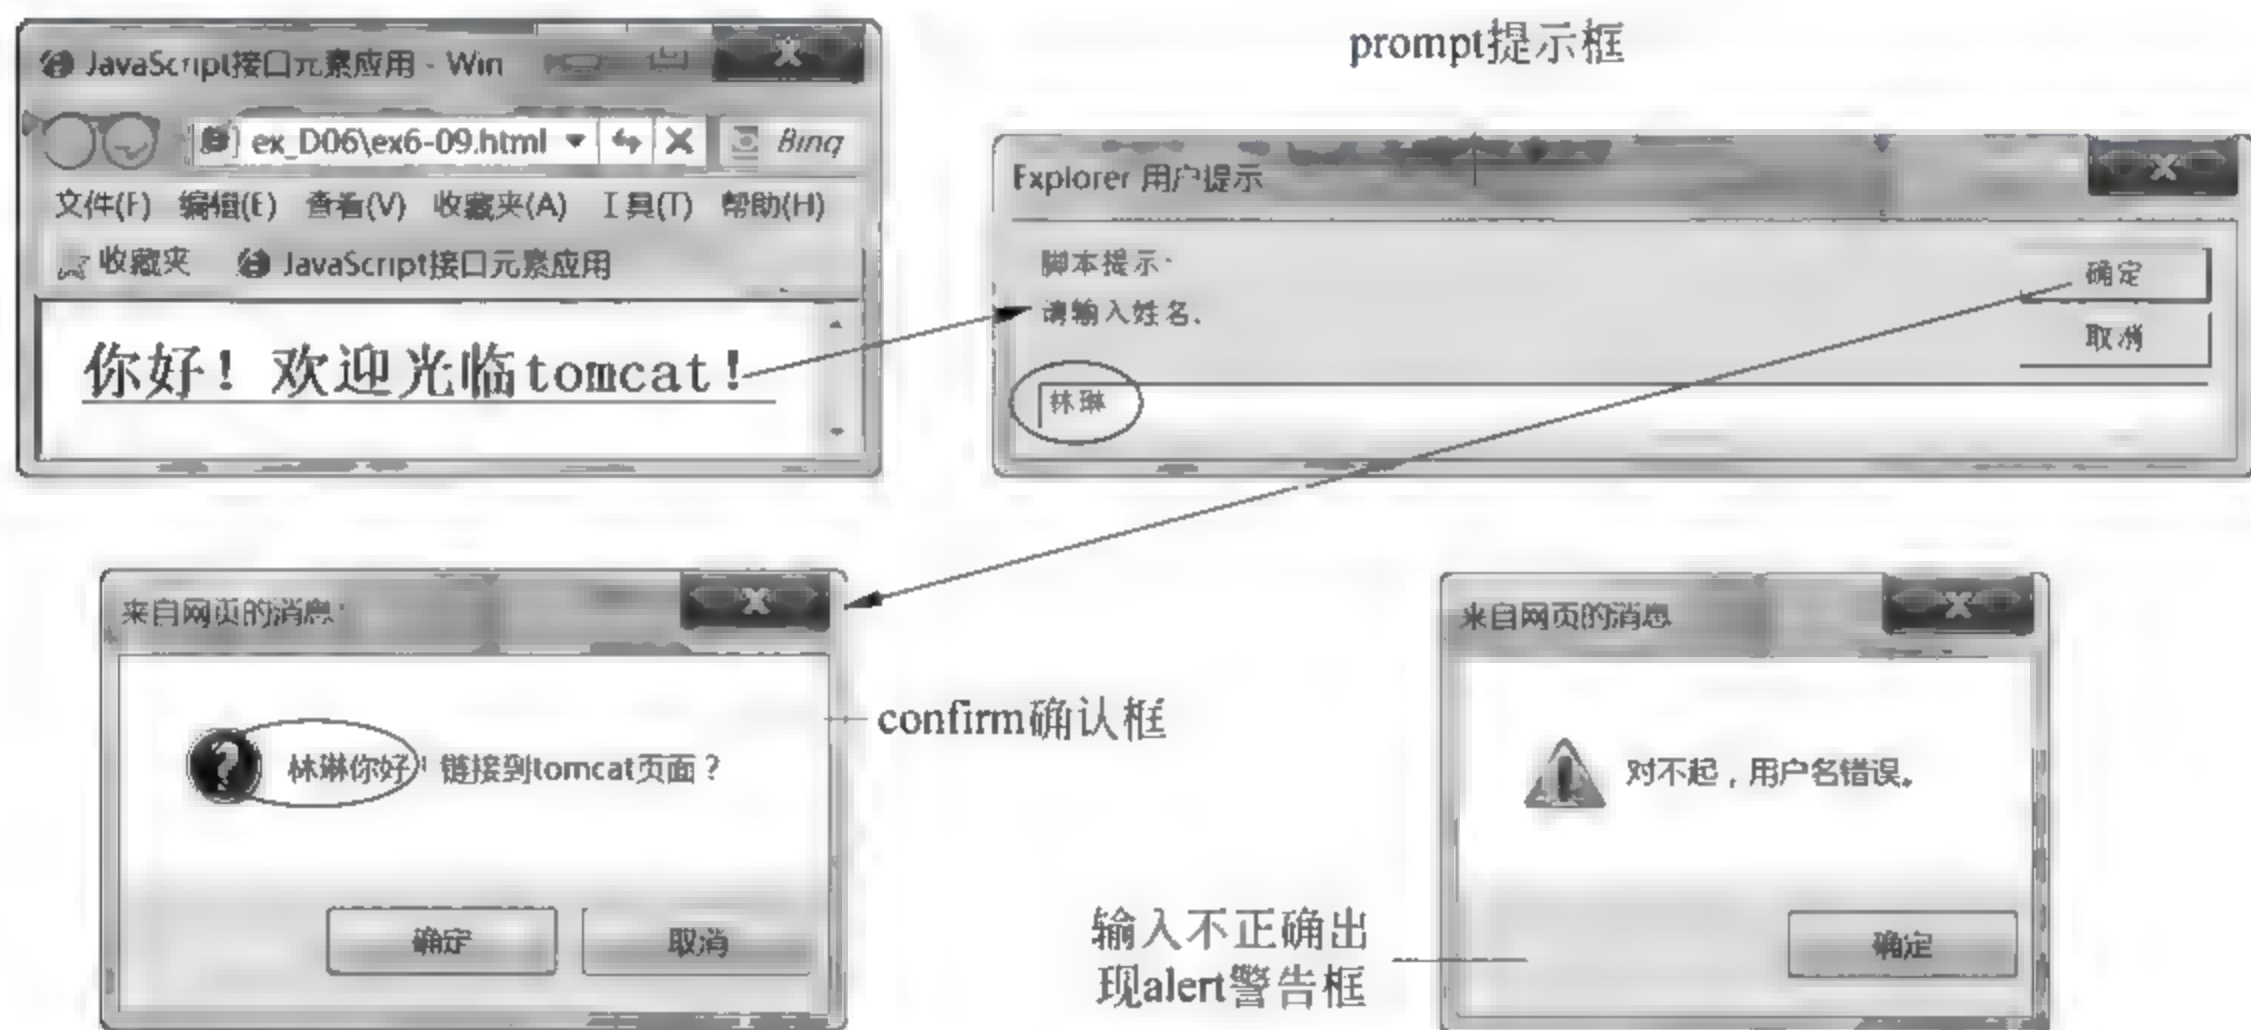 JavaScript接口元素应用 - Win
ex_D06\ex6-09.html
Bing
文件(F) 编辑(E) 查看(V) 收藏夹(A) 工具(T) 帮助(H)
收藏夹 JavaScript接口元素应用
你好！欢迎光临tomcat！
prompt提示框
Explorer 用户提示
脚本提示:
请输入姓名.
确定
取消
林琳
来自网页的消息
林琳你好！链接到tomcat页面？
确定 取消
confirm确认框
来自网页的消息
对不起，用户名错误。
确定
输入不正确出
现alert警告框